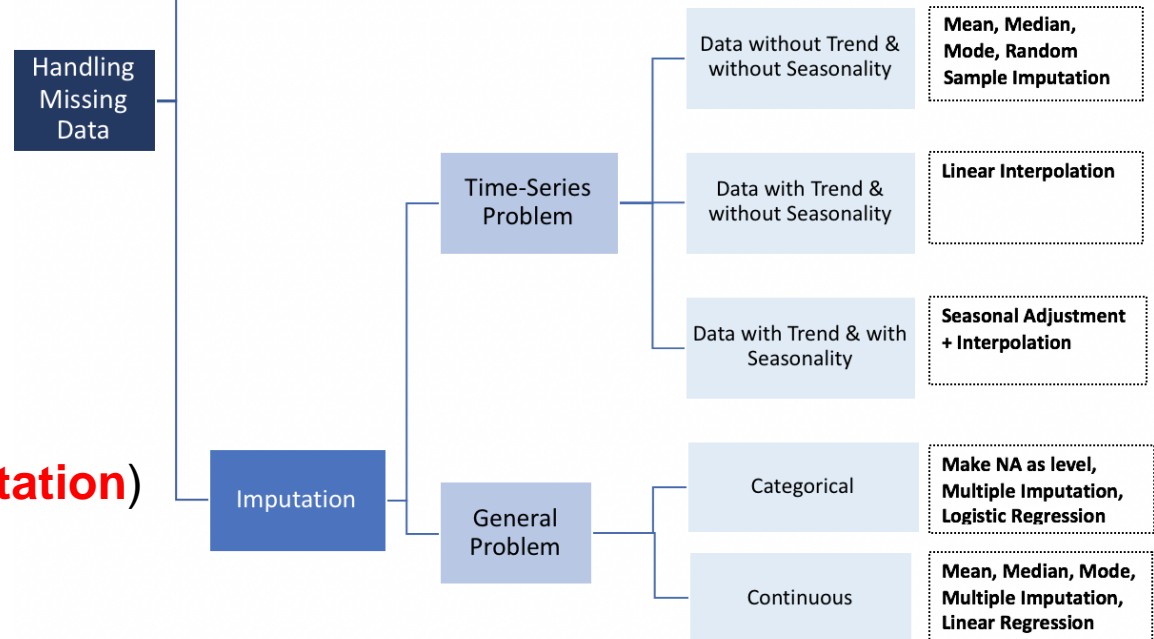 Handling
Missing
Data
Data without Trend &
without Seasonality
Mean, Median,
Mode, Random
Sample Imputation
Time-Series
Problem
Data with Trend &
without Seasonality
Linear Interpolation
Data with Trend & with
Seasonality
Seasonal Adjustment
+ Interpolation
tation)
Imputation
General
Problem
Categorical
Make NA as level,
Multiple Imputation,
Logistic Regression
Continuous
Mean, Median, Mode,
Multiple Imputation,
Linear Regression